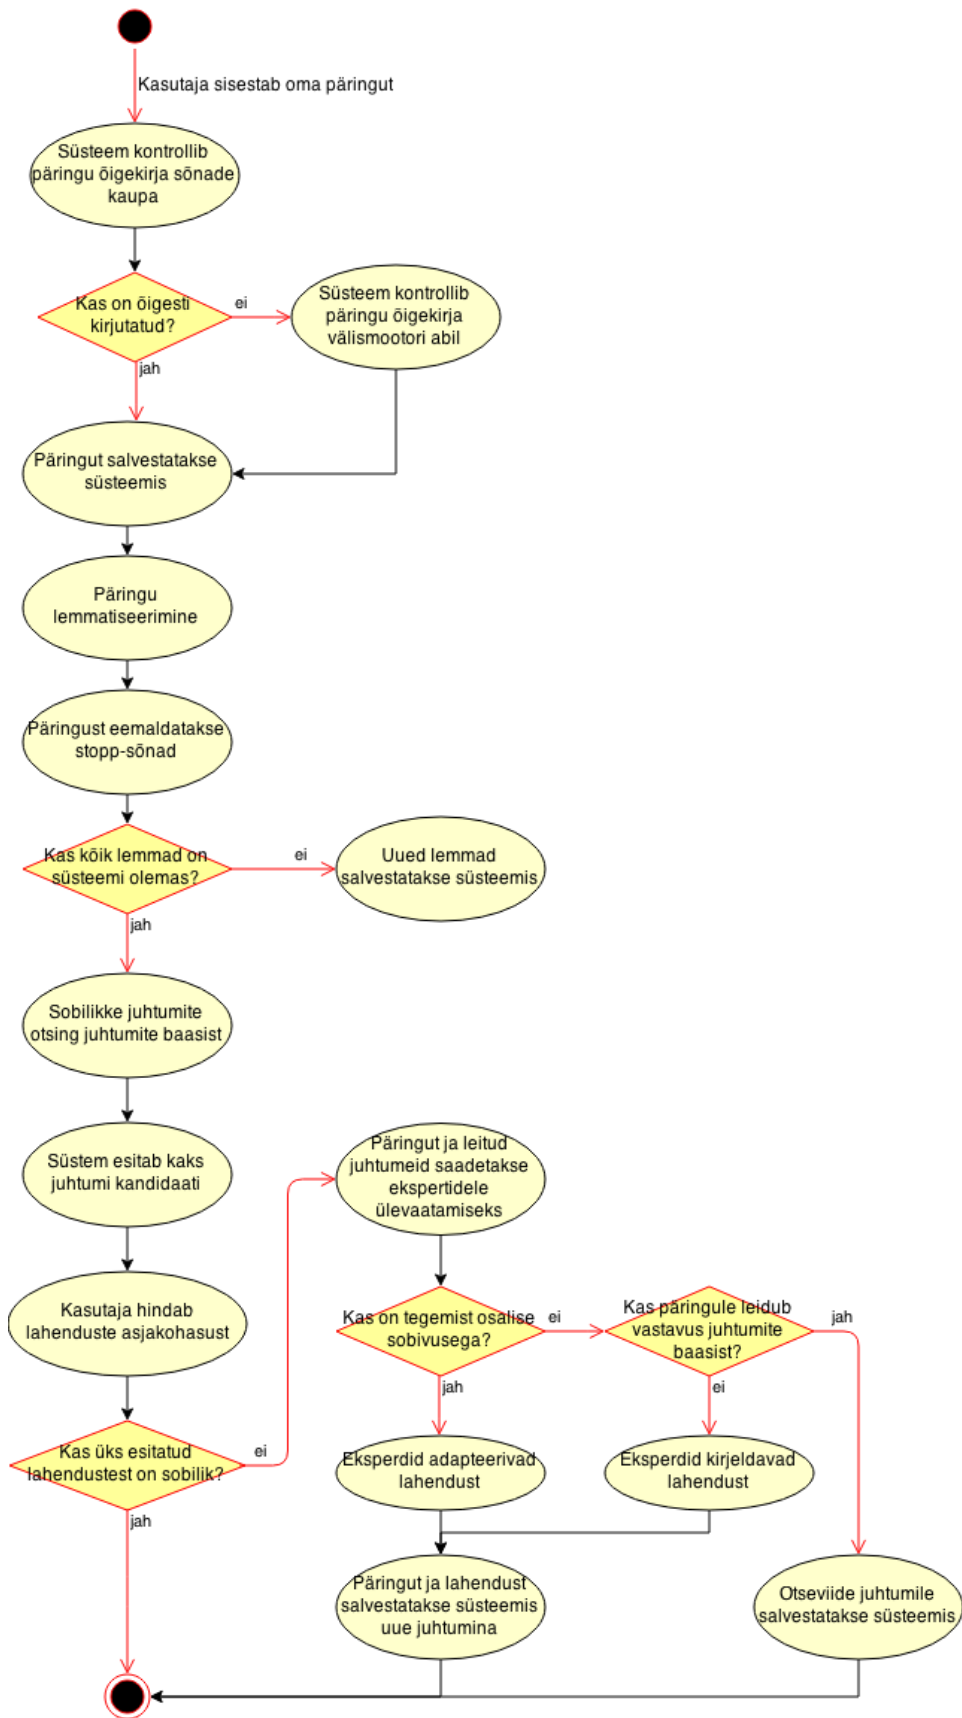 Kasutaja sisestab oma päringut
Süsteem kontrollib
päringu õigekirja sõnade
kaupa
Kas on õigesti
kirjutatud?
ei
Süsteem kontrollib
päringu õigekirja
välismootori abil
jah
Päringut salvestatakse
süsteemis
Päringu
lemmatiseerimine
Päringust eemaldatakse
stopp-sõnad
Kas kõik lemmad on
süsteemi olemas?
ei
Uued lemmad
salvestatakse süsteemis
jah
Sobilikke juhtumite
otsing juhtumite baasist
Süstem esitab kaks
juhtumi kandidaati
Päringut ja leitud
juhtumeid saadetakse
ekspertidele
ülevaatamiseks
Kasutaja hindab
lahenduste asjakohasust
Kas on tegemist osalise
sobivusega?
ei
Kas päringule leidub
vastavus juhtumite
baasist?
jah
jah
ei
Kas üks esitatud
lahendustest on sobilik?
ei
Eksperdid adapteerivad
lahendust
Eksperdid kirjeldavad
lahendust
jah
Päringut ja lahendust
salvestatakse süsteemis
uue juhtumina
Otseviide juhtumile
salvestatakse süsteemis